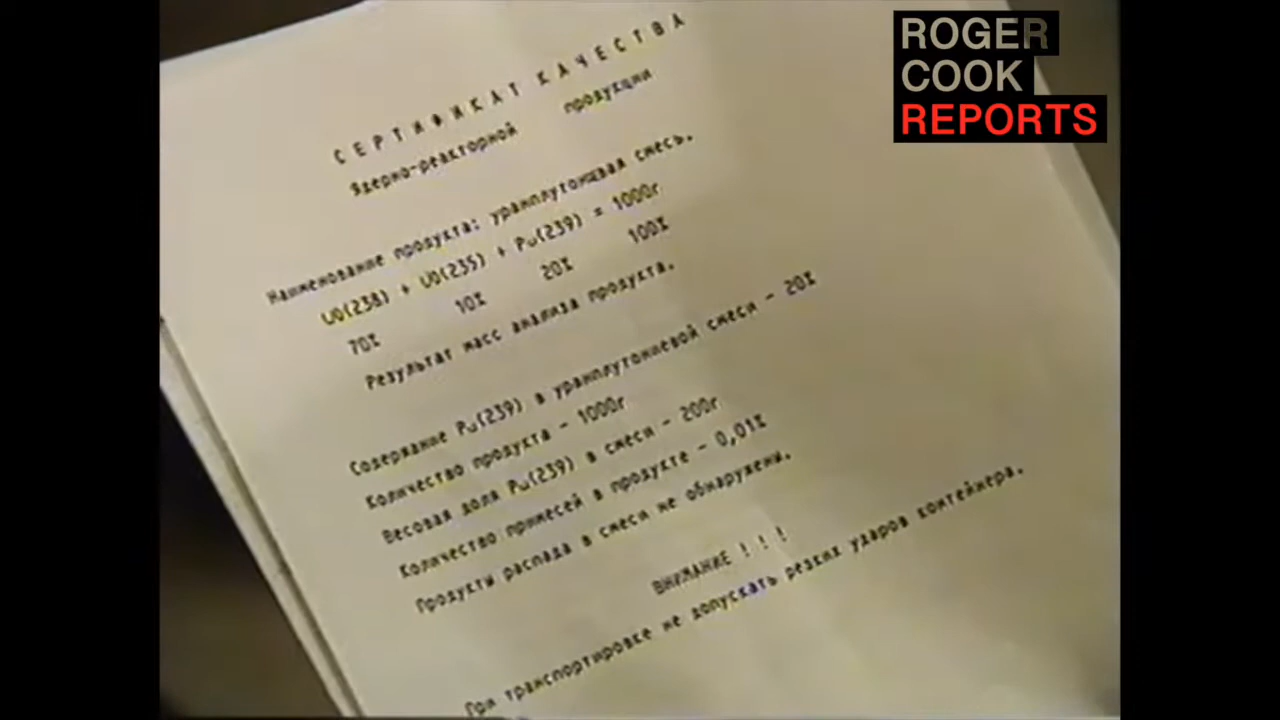 ROGER
COOK
REPORTS
СЕРТИФИКАТ КАЧЕСТВА
Ядерно-реакторной продукции
Наименование продукта: уранплутонивая смесь.
UO(238) + UO(235) + Pu(239) = 1000г
70% 10% 20% 100%
Результат масс анализа продукта.
Содержание Pu(239) в уранплутониевой смеси - 20%
Количество продукта - 1000г
Весовая доля Pu(239) в смеси - 200г
Количество примесей в продукте - 0,01%
Продукты распада в смеси не обнаружены.
ВНИМАНИЕ ! ! !
При транспортировке не допускать резких ударов контейнера.